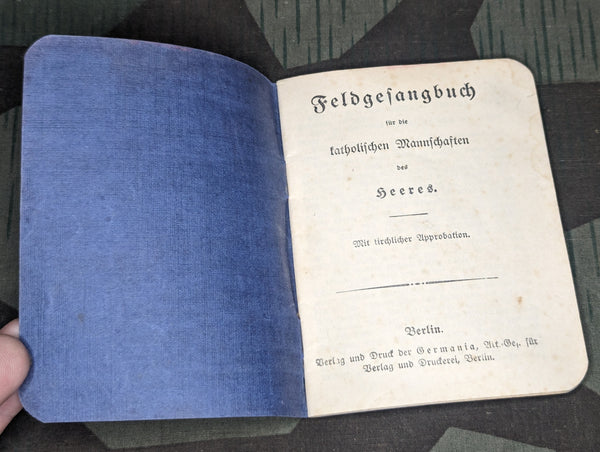 Feldgesangbuch
für die
katholischen Mannschaften
des
Heeres.
Mit kirchlicher Approbation.
Berlin.
Verlag und Druck der Germania, Akt.-Ges. für
Verlag und Druckerei, Berlin.